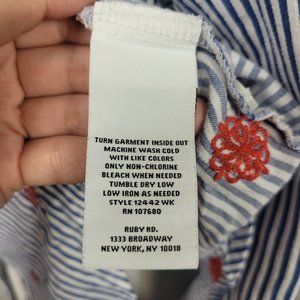 TURN GARMENT INSIDE OUT
MACHINE WASH COLD
WITH LIKE COLORS
ONLY NON-CHLORINE
BLEACH WHEN NEEDED
TUMBLE DRY LOW
LOW IRON AS NEEDED
STYLE 12442 WK
RN 107680
RUBY RD.
1333 BROADWAY
NEW YORK, NY 10018